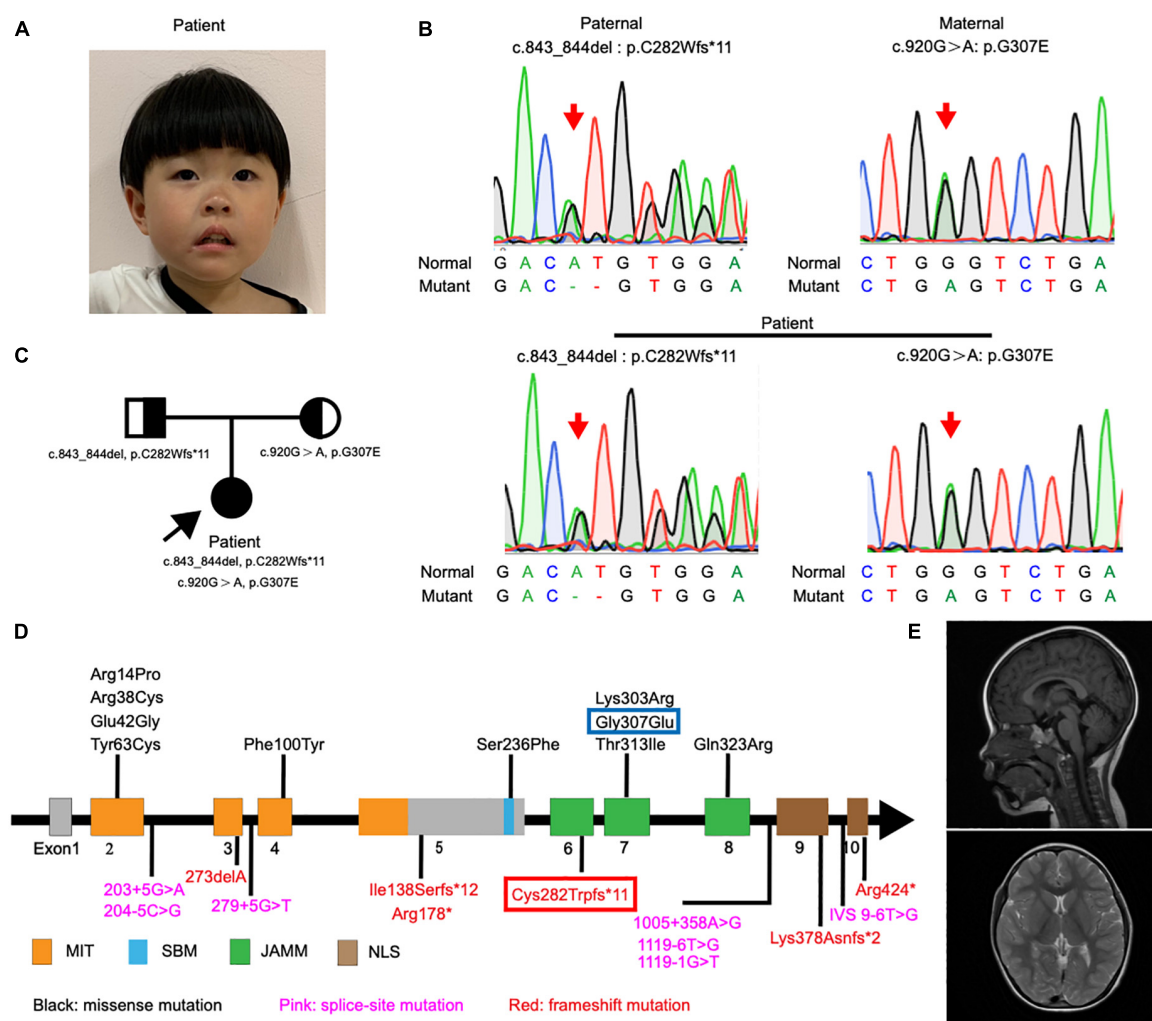 A
Patient
B
Paternal
c.843_844del : p.C282Wfs*11
Maternal
c.920G>A: p.G307E
Normal G A C A T G T G G A
Mutant G A C - - G T G G A
Normal C T G G G T C T G A
Mutant C T G A G T C T G A
Patient
c.843_844del : p.C282Wfs*11
c.920G>A: p.G307E
Normal G A C A T G T G G A
Mutant G A C - - G T G G A
Normal C T G G G T C T G A
Mutant C T G A G T C T G A
C
c.843_844del, p.C282Wfs*11
c.920G>A, p.G307E
Patient
c.843_844del, p.C282Wfs*11
c.920G>A, p.G307E
D
Arg14Pro
Arg38Cys
Glu42Gly
Tyr63Cys
Phe100Tyr
Ser236Phe
Lys303Arg
Gly307Glu
Thr313Ile
Gln323Arg
Exon1 2 3 4 5 6 7 8 9 10
203+5G>A
204-5C>G
273delA
279+5G>T
Ile138Serfs*12
Arg178*
Cys282Trpfs*11
1005+358A>G
1119-6T>G
1119-1G>T
Lys378Asnfs*2
IVS 9-6T>G
Arg424*
MIT SBM JAMM NLS
Black: missense mutation Pink: splice-site mutation Red: frameshift mutation
E